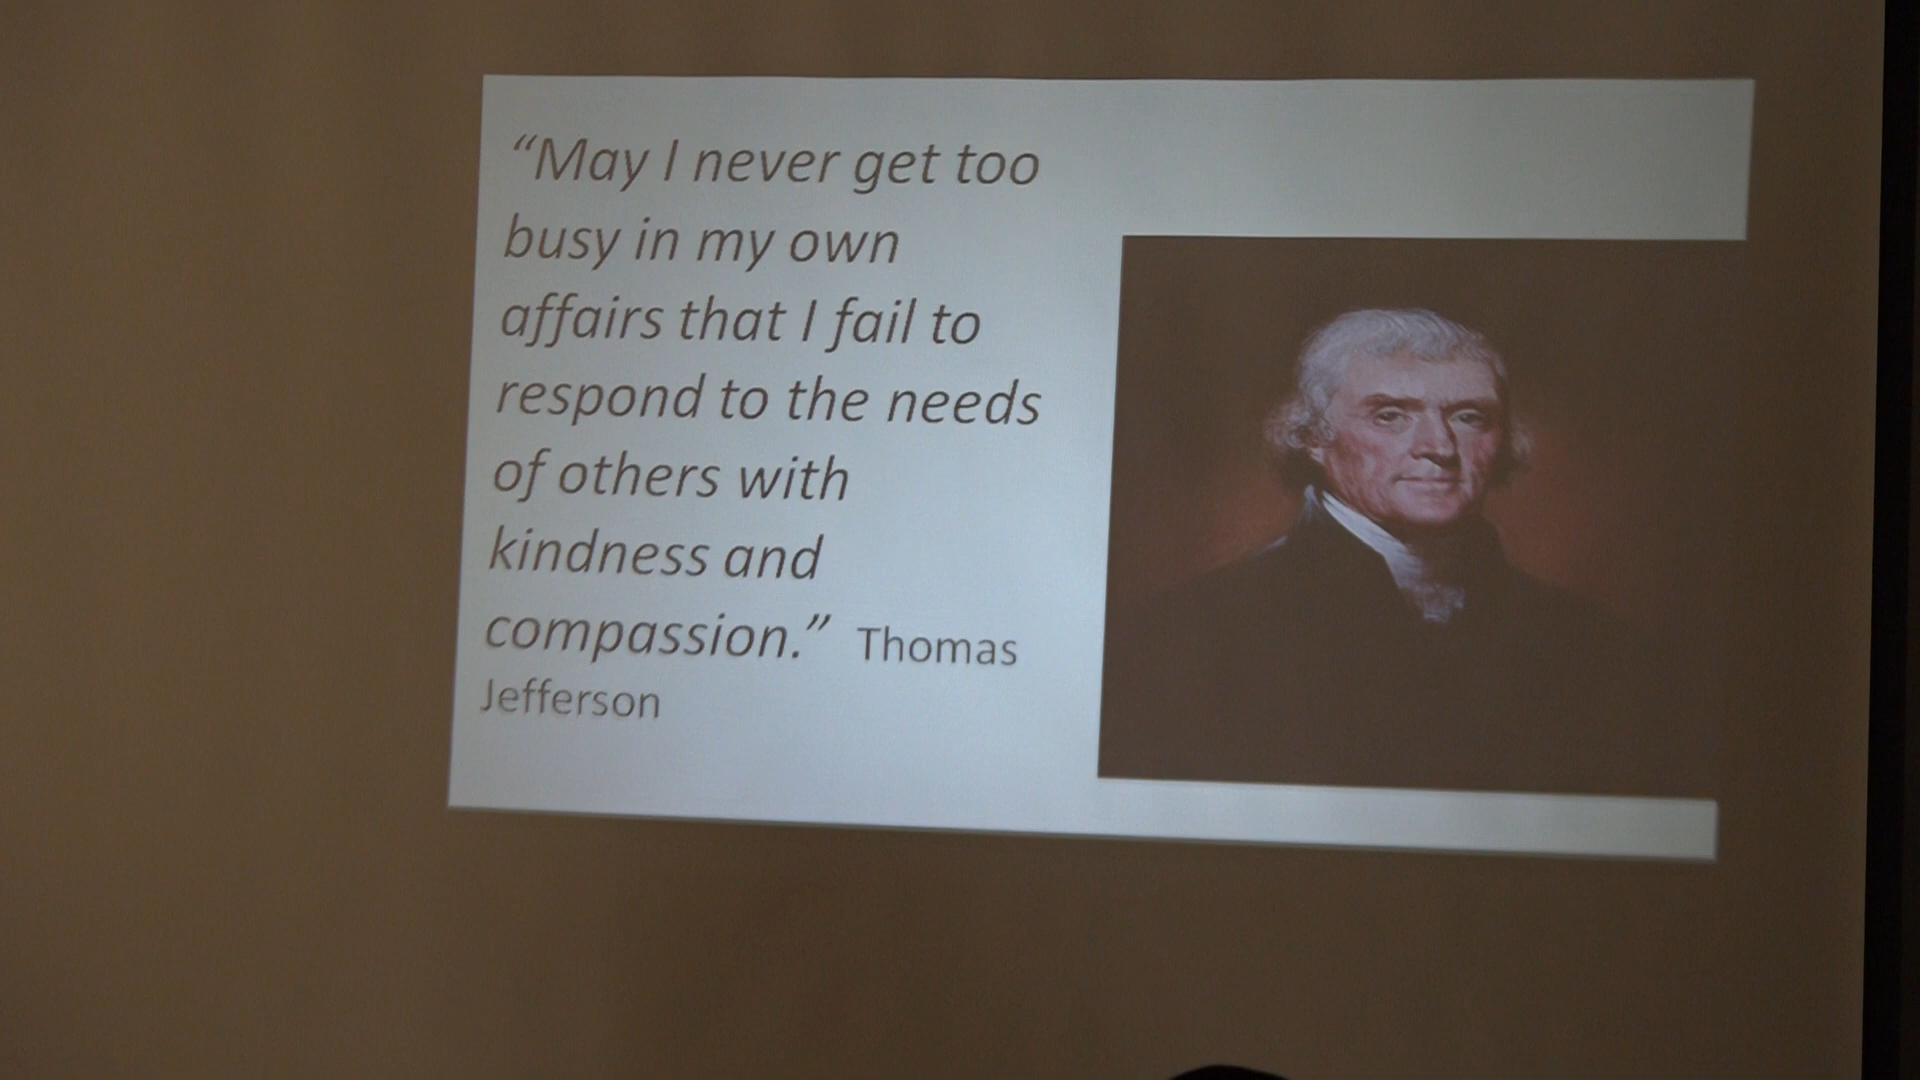 “May I never get too
busy in my own
affairs that I fail to
respond to the needs
of others with
kindness and
compassion.” Thomas
Jefferson